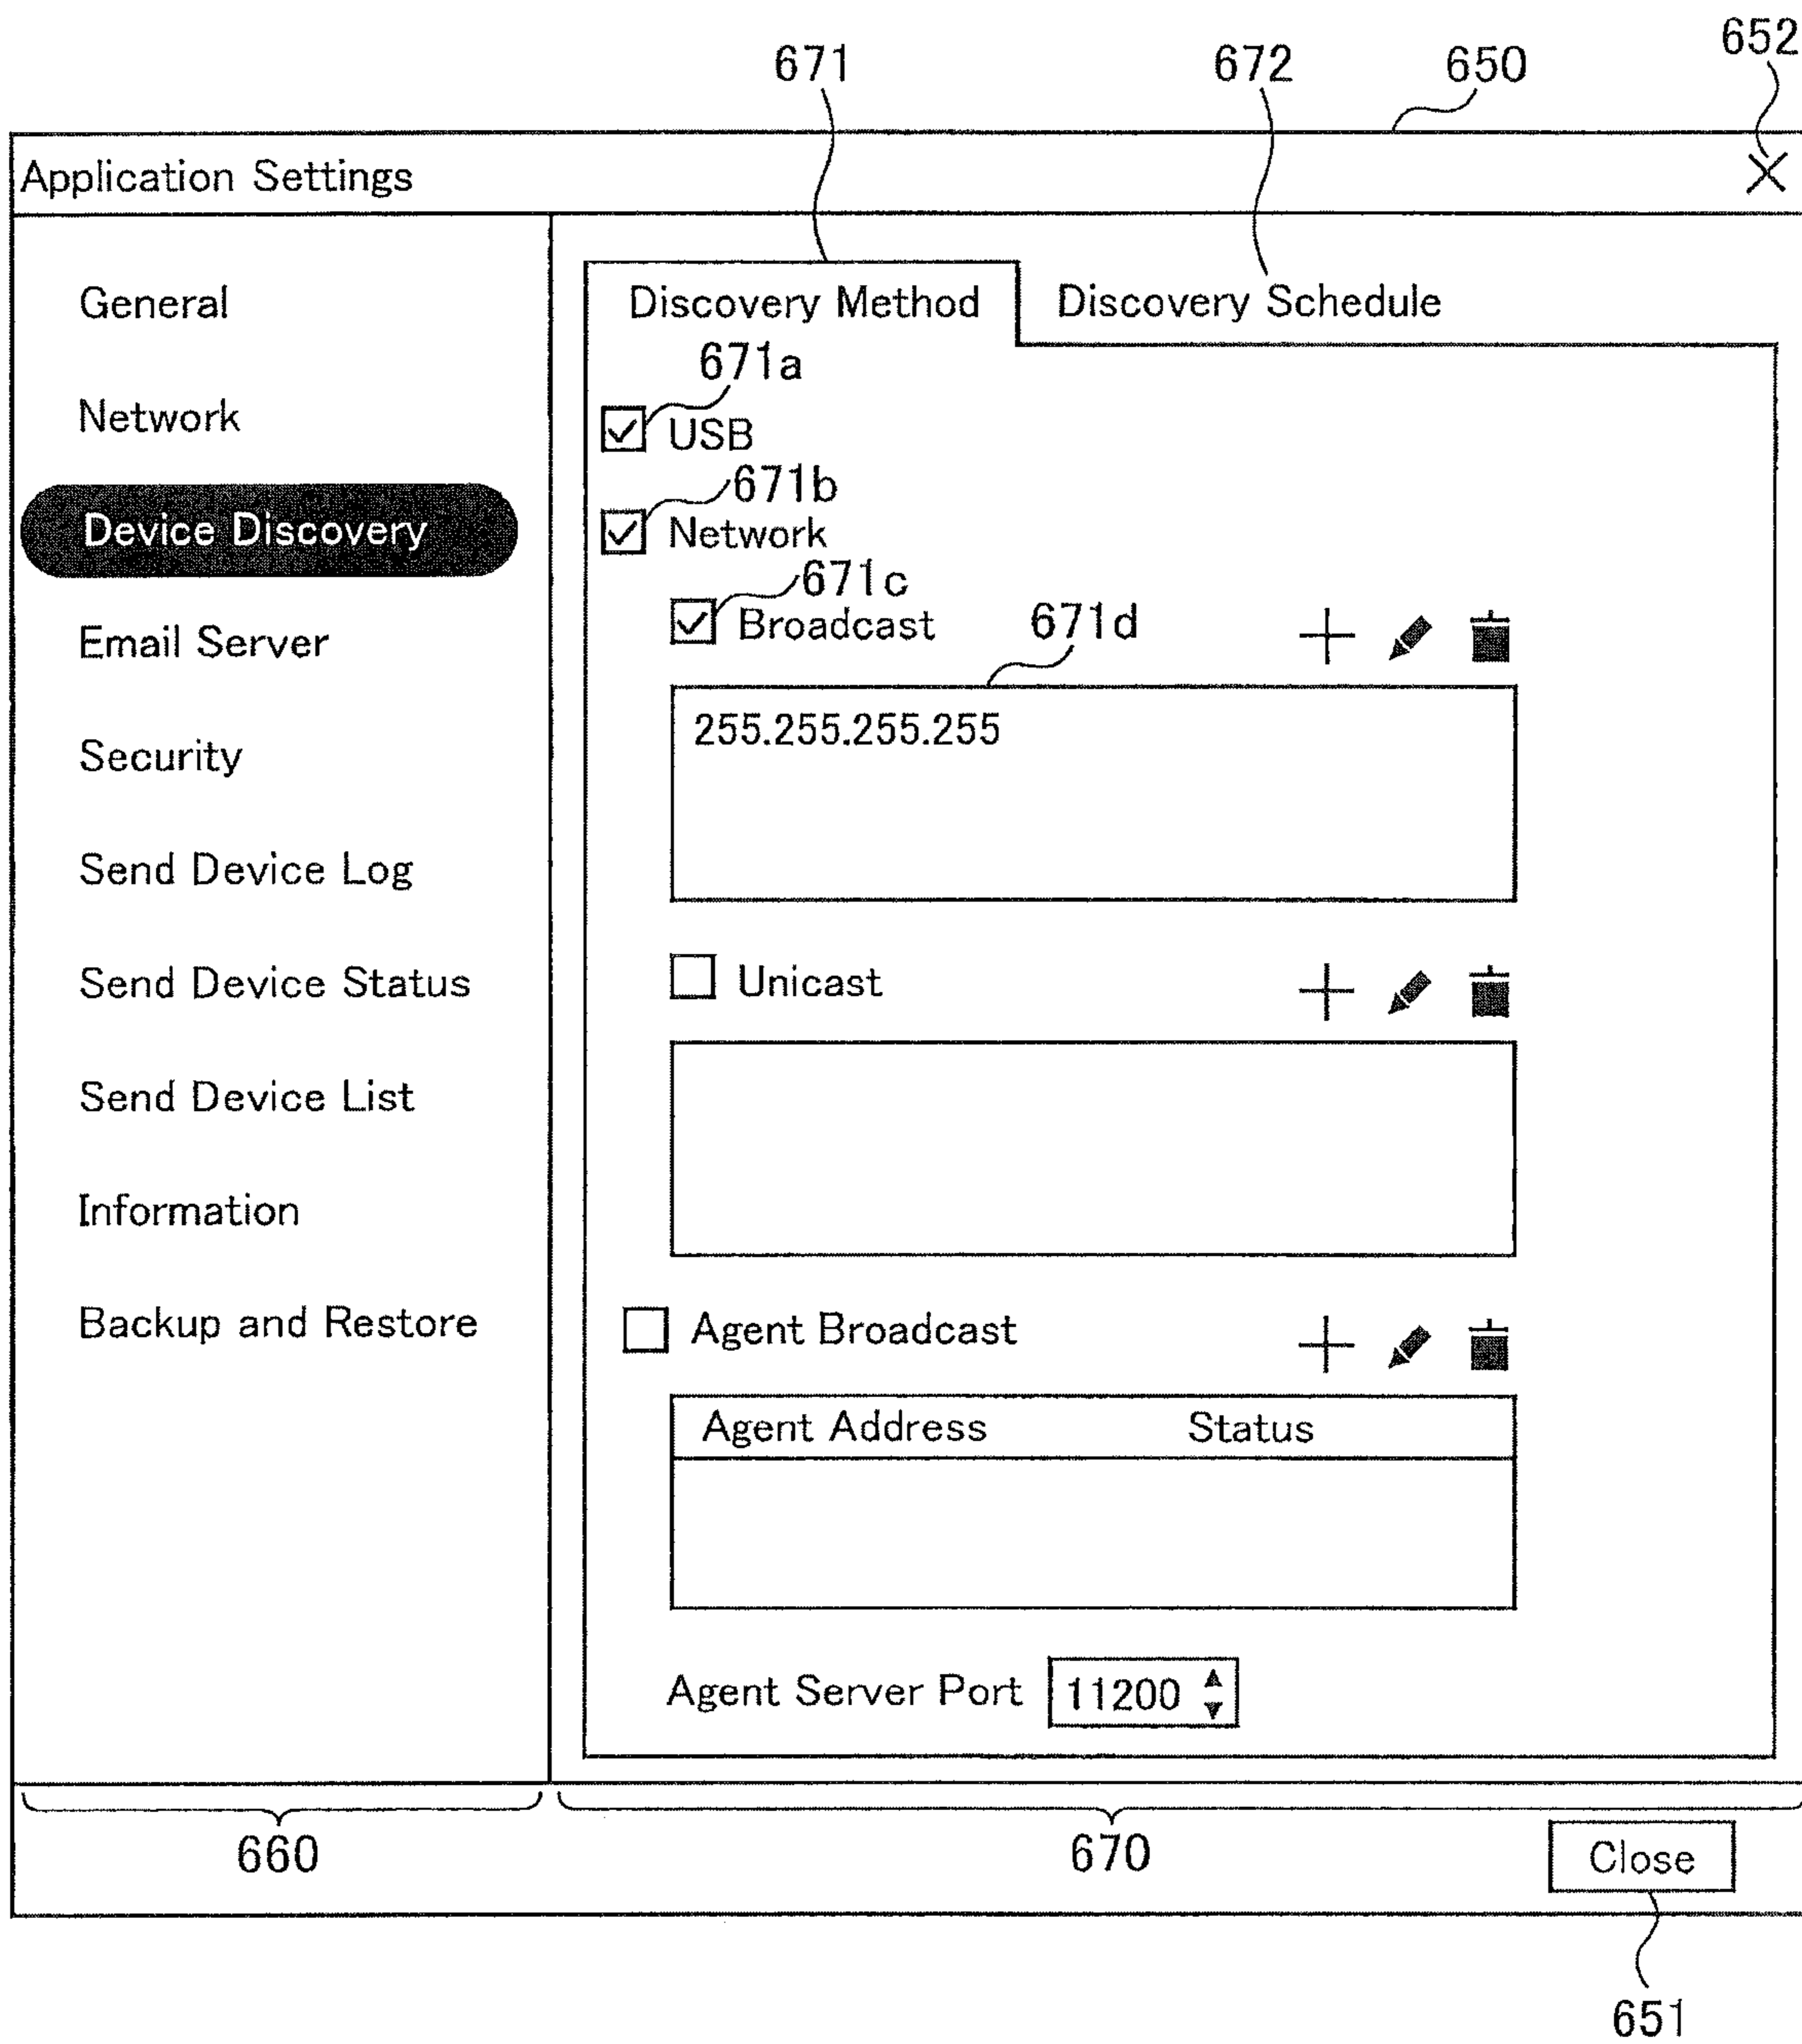 671 672 650 652
Application Settings
General
Network
Device Discovery
Email Server
Security
Send Device Log
Send Device Status
Send Device List
Information
Backup and Restore
Discovery Method Discovery Schedule
671a
USB
671b
Network
671c
Broadcast 671d
255.255.255.255
Unicast
Agent Broadcast
Agent Address Status
Agent Server Port 11200
660 670 Close
651